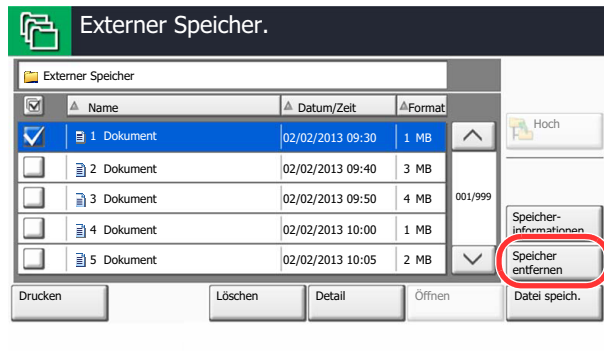 Externer Speicher.
Externer Speicher
Name Datum/Zeit Format
1 Dokument 02/02/2013 09:30 1 MB
2 Dokument 02/02/2013 09:40 3 MB
3 Dokument 02/02/2013 09:50 4 MB
4 Dokument 02/02/2013 10:00 1 MB
5 Dokument 02/02/2013 10:05 2 MB
001/999
Hoch
Speicher-
informationen
Speicher
entfernen
Drucken Löschen Detail Öffnen Datei speich.